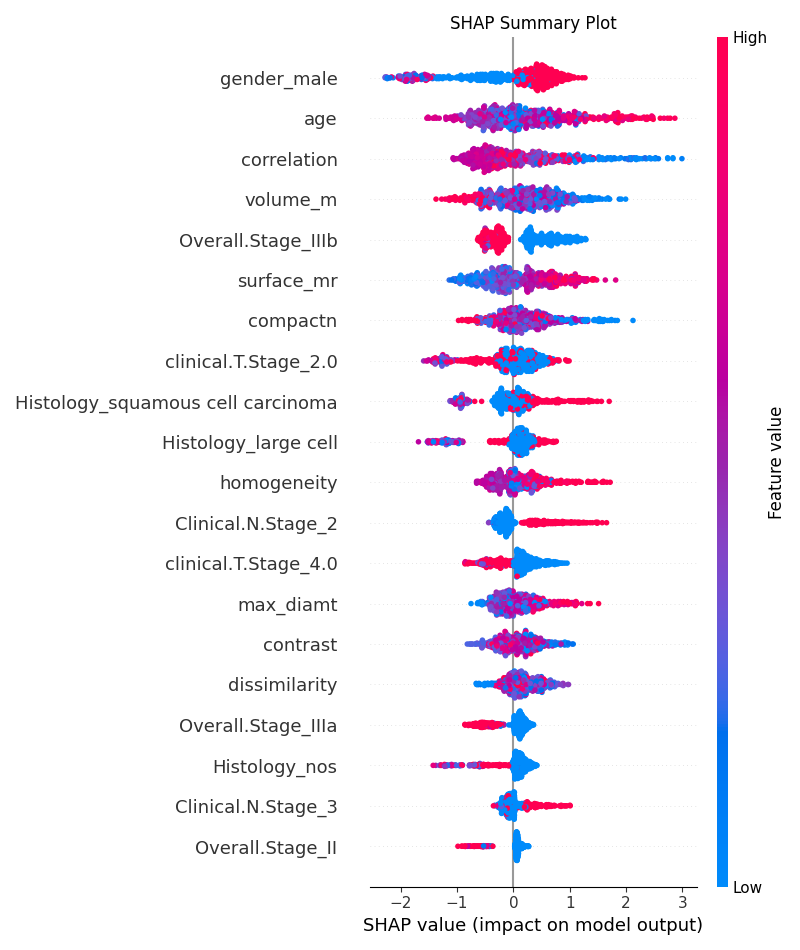 SHAP Summary Plot
High
gender_male
age
correlation
volume_m
Overall.Stage_IIIb
surface_mr
compactn
clinical.T.Stage_2.0
Histology_squamous cell carcinoma
Histology_large cell
homogeneity
Clinical.N.Stage_2
clinical.T.Stage_4.0
max_diamt
contrast
dissimilarity
Overall.Stage_IIIa
Histology_nos
Clinical.N.Stage_3
Overall.Stage_II
Feature value
Low
−2 −1 0 1 2 3
SHAP value (impact on model output)